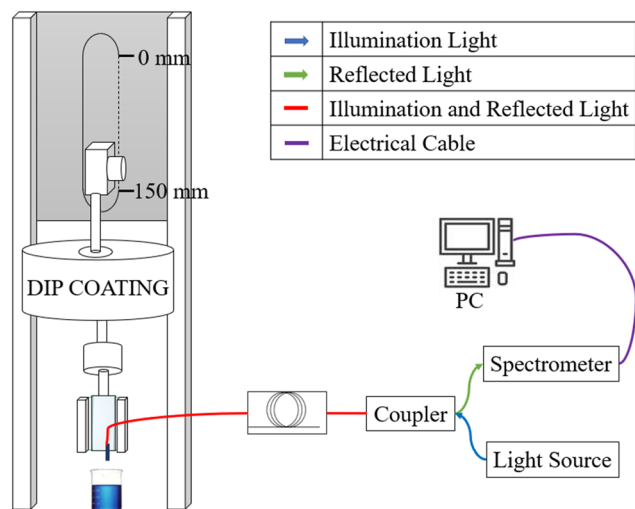 0 mm
150 mm
DIP COATING
Illumination Light
Reflected Light
Illumination and Reflected Light
Electrical Cable
PC
Spectrometer
Coupler
Light Source